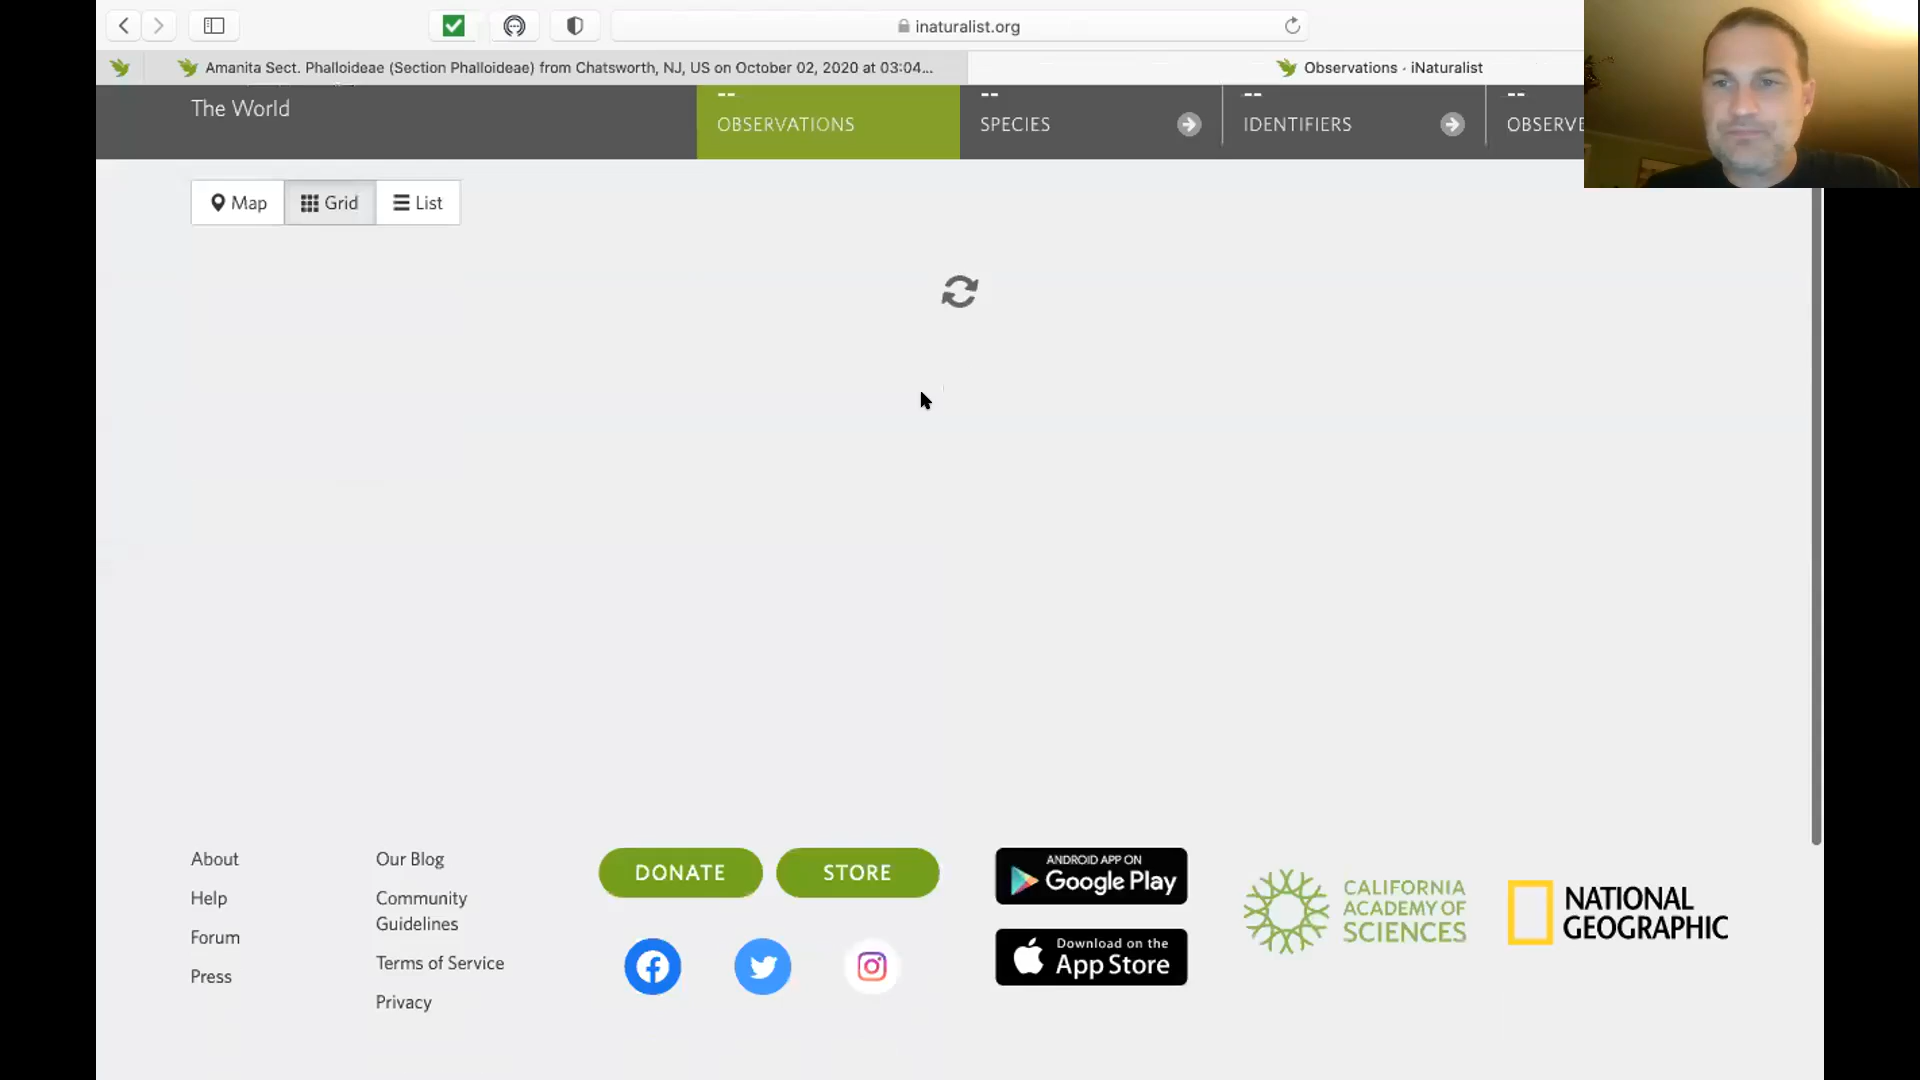 inaturalist.org
Amanita Sect. Phalloideae (Section Phalloideae) from Chatsworth, NJ, US on October 02, 2020 at 03:04...
Observations · iNaturalist
The World
--
OBSERVATIONS
--
SPECIES
--
IDENTIFIERS
--
OBSERVE
Map
Grid
List
About
Help
Forum
Press
Our Blog
Community
Guidelines
Terms of Service
Privacy
DONATE
STORE
ANDROID APP ON
Google Play
Download on the
App Store
CALIFORNIA
ACADEMY OF
SCIENCES
NATIONAL
GEOGRAPHIC